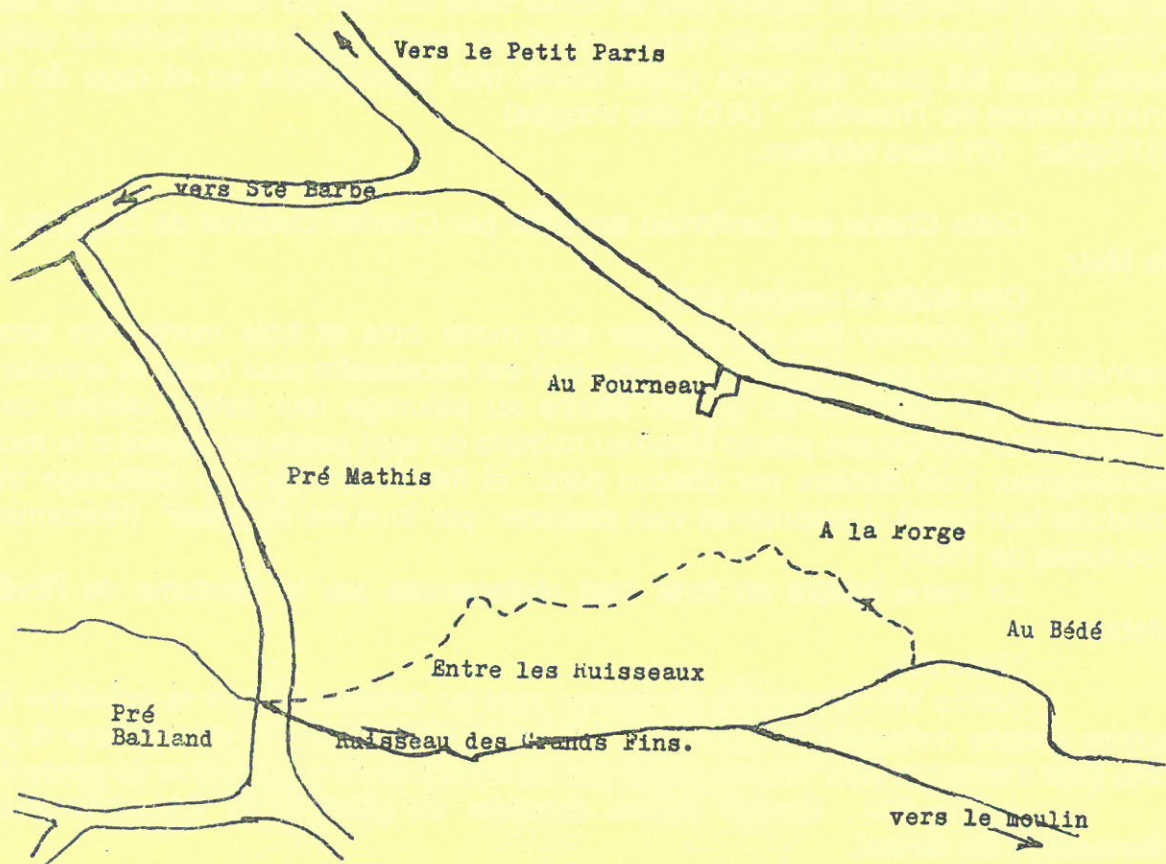 Vers le Petit Paris
vers Ste Barbe
Au Fourneau
Pré Mathis
A la Forge
Au Bédé
Entre les Ruisseaux
Pré
Balland
Ruisseau des Grands Fins.
vers le moulin